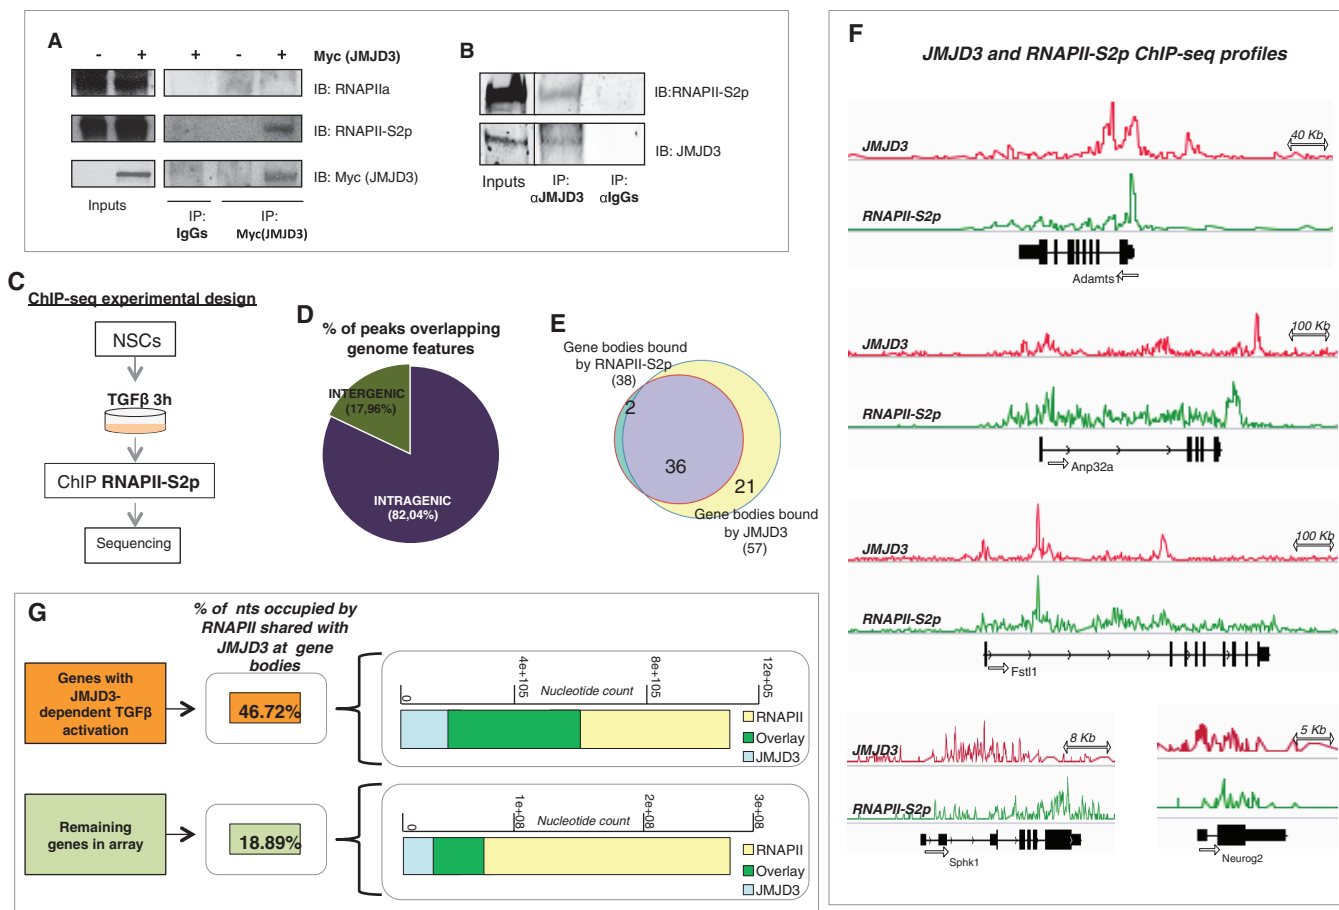 A
- + + - + Myc (JMJD3)
IB: RNAPIIa
IB: RNAPII-S2p
IB: Myc (JMJD3)
Inputs
IP:
IgGs
IP:
Myc(JMJD3)
B
IB:RNAPII-S2p
IB: JMJD3
Inputs
IP:
αJMJD3
IP:
αIgGs
C
ChIP-seq experimental design
NSCs
TGFβ 3h
ChIP RNAPII-S2p
Sequencing
D
% of peaks overlapping
genome features
INTERGENIC
(17,96%)
INTRAGENIC
(82,04%)
E
Gene bodies bound
by RNAPII-S2p
(38)
2
36
21
Gene bodies bound
by JMJD3
(57)
F
JMJD3 and RNAPII-S2p ChIP-seq profiles
JMJD3
40 Kb
RNAPII-S2p
Adamts1
JMJD3
100 Kb
RNAPII-S2p
Anp32a
JMJD3
100 Kb
RNAPII-S2p
Fstl1
JMJD3
8 Kb
RNAPII-S2p
Sphk1
5 Kb
Neurog2
G
% of nts occupied by
RNAPII shared with
JMJD3 at gene
bodies
Genes with
JMJD3-
dependent TGFβ
activation
46.72%
0
4e+105
8e+105
12e+05
Nucleotide count
RNAPII
Overlay
JMJD3
Remaining
genes in array
18.89%
0
1e+08
2e+08
3e+08
Nucleotide count
RNAPII
Overlay
JMJD3